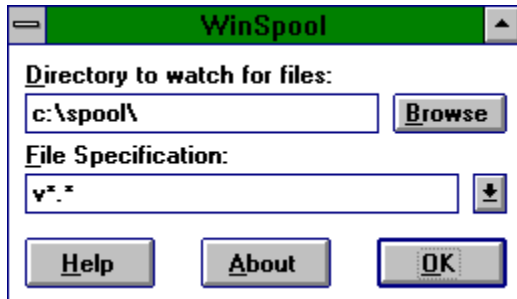 WinSpool
Directory to watch for files:
c:\spool\
Browse
File Specification:
v*.*
Help About OK